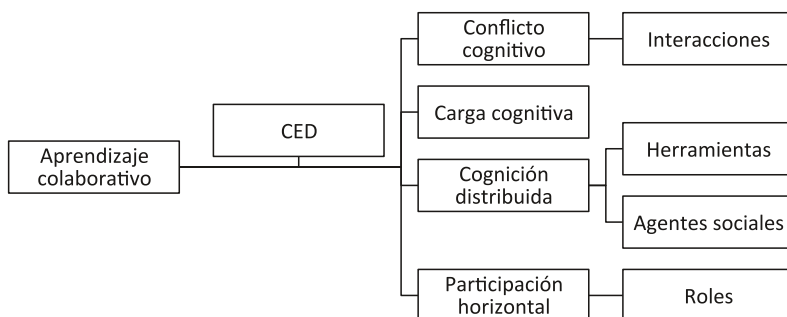 Conflicto
cognitivo
Interacciones
CED
Carga cognitiva
Aprendizaje
colaborativo
Cognición
distribuida
Herramientas
Agentes sociales
Participación
horizontal
Roles